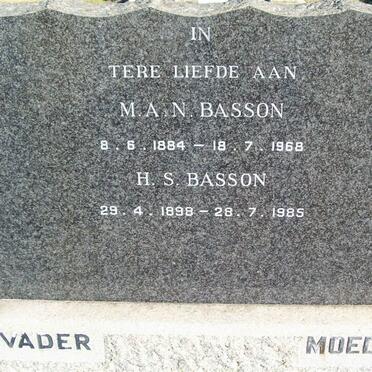 IN
TERE LIEFDE AAN
M.A.N. BASSON
8.6.1884 – 18.7.1968
H.S. BASSON
29.4.1898 – 28.7.1985
VADER MOED